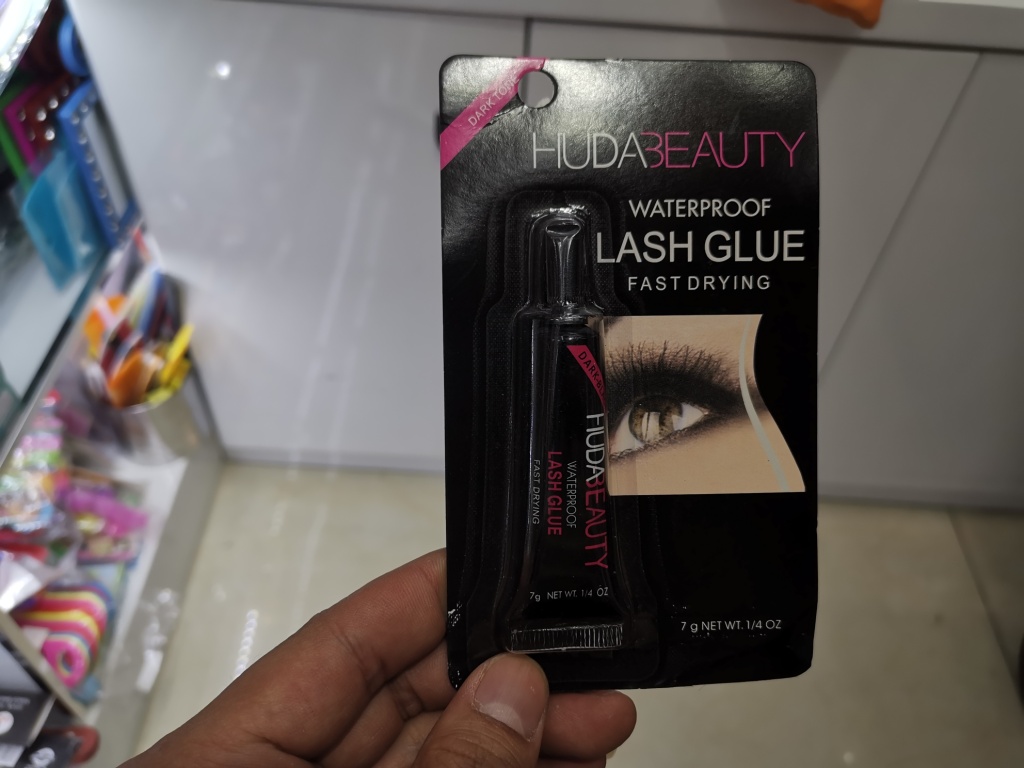 DARK TONE
HUDABEAUTY
WATERPROOF
LASH GLUE
FAST DRYING
7 g NET WT. 1/4 OZ
DARK
HUDABEAUTY
WATERPROOF
LASH GLUE
FAST DRYING
7g NET WT. 1/4 OZ